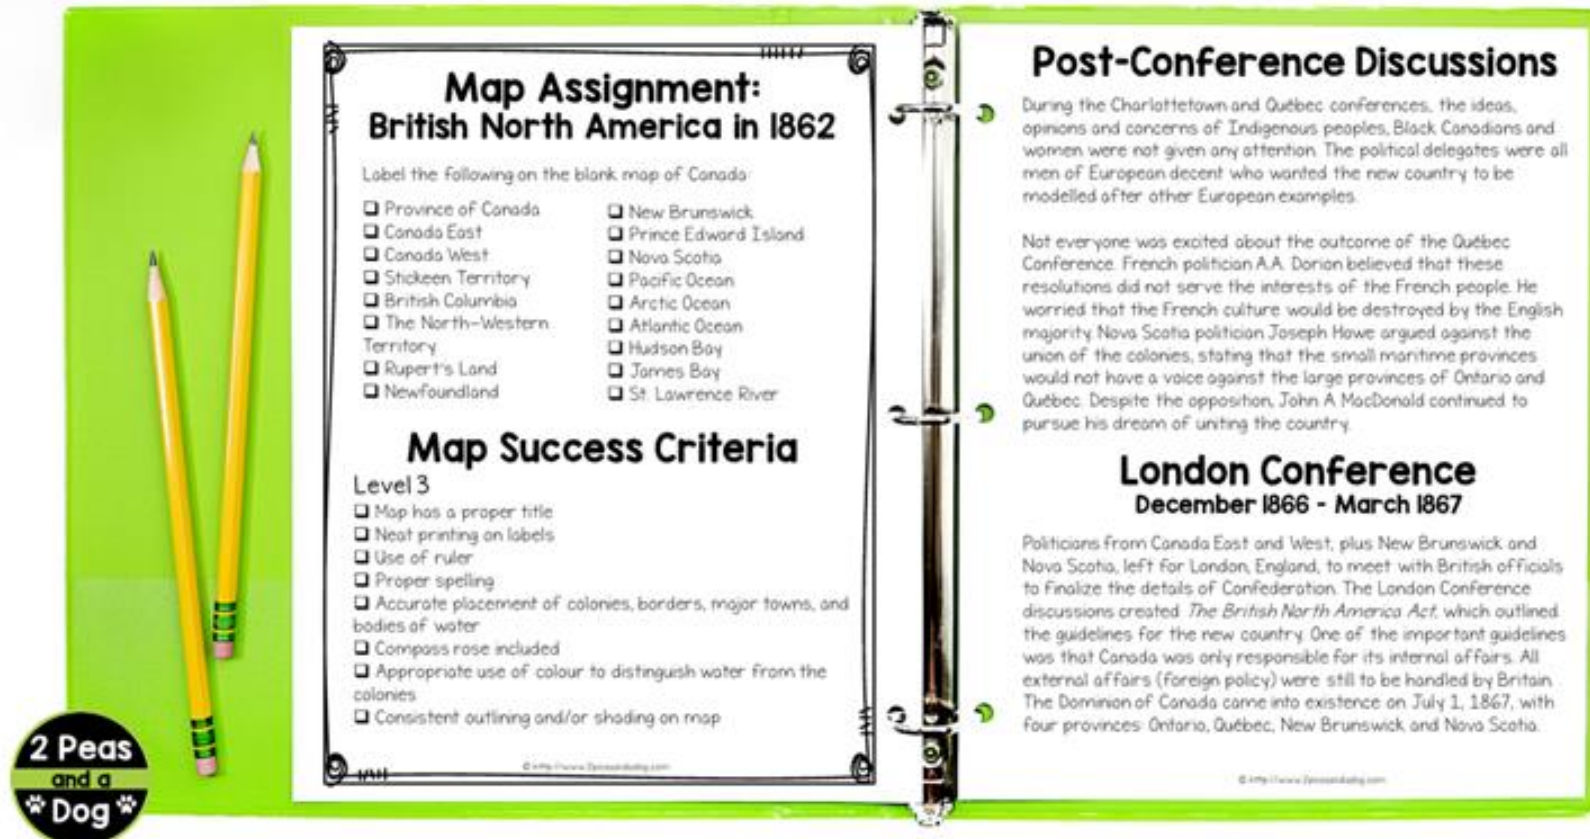 Map Assignment:
British North America in 1862
Label the following on the blank map of Canada:
❑ Province of Canada
❑ Canada East
❑ Canada West
❑ Stickeen Territory
❑ British Columbia
❑ The North-Western
Territory
❑ Rupert's Land
❑ Newfoundland
❑ New Brunswick
❑ Prince Edward Island
❑ Nova Scotia
❑ Pacific Ocean
❑ Arctic Ocean
❑ Atlantic Ocean
❑ Hudson Bay
❑ James Bay
❑ St. Lawrence River
Map Success Criteria
Level 3
❑ Map has a proper title
❑ Neat printing on labels
❑ Use of ruler
❑ Proper spelling
❑ Accurate placement of colonies, borders, major towns, and
bodies of water
❑ Compass rose included
❑ Appropriate use of colour to distinguish water from the
colonies
❑ Consistent outlining and/or shading on map
Post-Conference Discussions
During the Charlottetown and Québec conferences, the ideas,
opinions and concerns of Indigenous peoples, Black Canadians and
women were not given any attention. The political delegates were all
men of European decent who wanted the new country to be
modelled after other European examples.
Not everyone was excited about the outcome of the Québec
Conference. French politician A.A. Dorion believed that these
resolutions did not serve the interests of the French people. He
worried that the French culture would be destroyed by the English
majority. Nova Scotia politician Joseph Howe argued against the
union of the colonies, stating that the small maritime provinces
would not have a voice against the large provinces of Ontario and
Québec. Despite the opposition, John A MacDonald continued to
pursue his dream of uniting the country.
London Conference
December 1866 - March 1867
Politicians from Canada East and West, plus New Brunswick and
Nova Scotia, left for London, England, to meet with British officials
to finalize the details of Confederation. The London Conference
discussions created The British North America Act, which outlined
the guidelines for the new country. One of the important guidelines
was that Canada was only responsible for its internal affairs. All
external affairs (foreign policy) were still to be handled by Britain.
The Dominion of Canada came into existence on July 1, 1867, with
four provinces: Ontario, Québec, New Brunswick and Nova Scotia.
2 Peas
and a
Dog